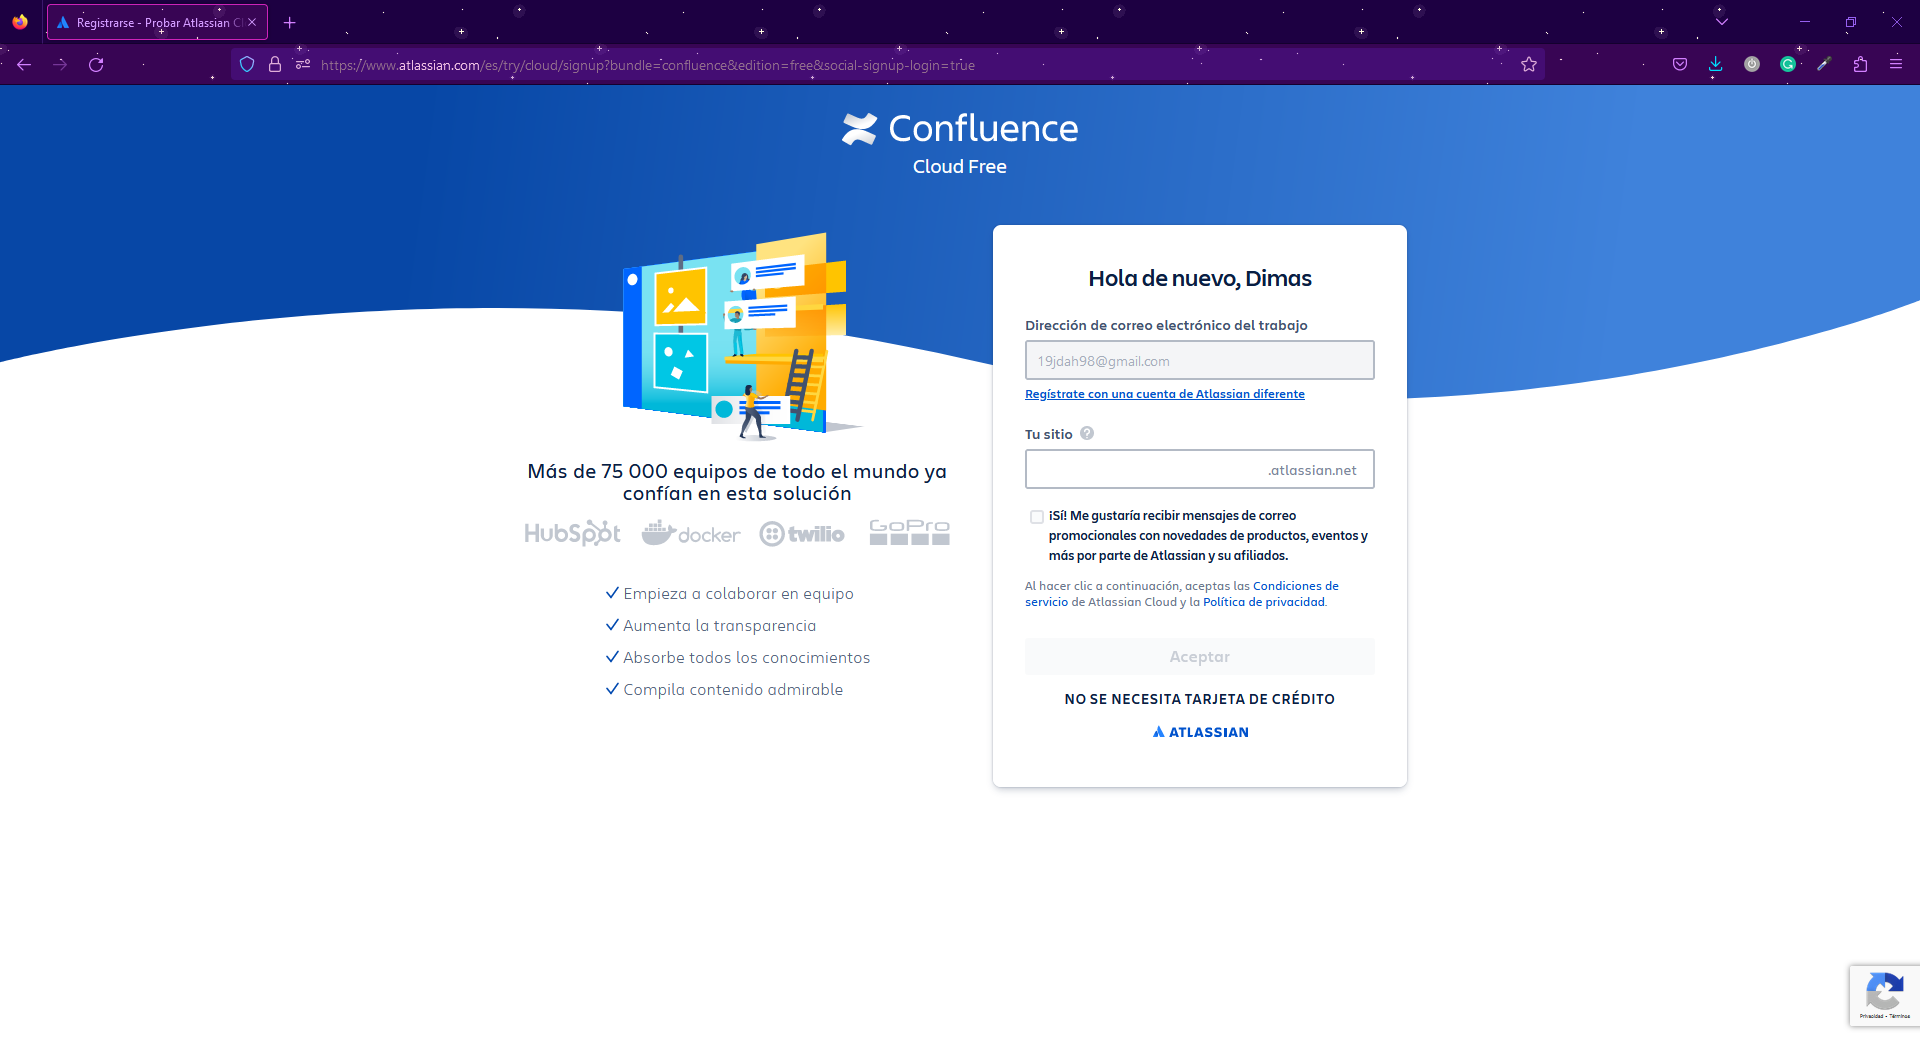 Registrarse - Probar Atlassian Cl
https://www.atlassian.com/es/try/cloud/signup?bundle=confluence&edition=free&social-signup-login=true
Confluence
Cloud Free
Más de 75 000 equipos de todo el mundo ya
confían en esta solución
HubSpot docker twilio GoPro
Empieza a colaborar en equipo
Aumenta la transparencia
Absorbe todos los conocimientos
Compila contenido admirable
Hola de nuevo, Dimas
Dirección de correo electrónico del trabajo
19jdah98@gmail.com
Regístrate con una cuenta de Atlassian diferente
Tu sitio
.atlassian.net
¡Sí! Me gustaría recibir mensajes de correo
promocionales con novedades de productos, eventos y
más por parte de Atlassian y su afiliados.
Al hacer clic a continuación, aceptas las Condiciones de
servicio de Atlassian Cloud y la Política de privacidad.
Aceptar
NO SE NECESITA TARJETA DE CRÉDITO
ATLASSIAN
Privacidad - Términos